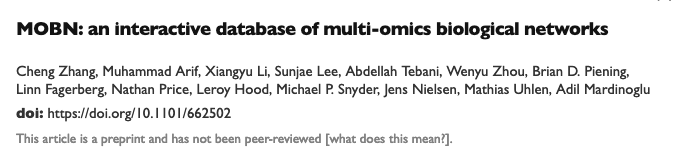 MOBN: an interactive database of multi-omics biological networks
Cheng Zhang, Muhammad Arif, Xiangyu Li, Sunjae Lee, Abdellah Tebani, Wenyu Zhou, Brian D. Piening,
Linn Fagerberg, Nathan Price, Leroy Hood, Michael P. Snyder, Jens Nielsen, Mathias Uhlen, Adil Mardinoglu
doi: https://doi.org/10.1101/662502
This article is a preprint and has not been peer-reviewed [what does this mean?].